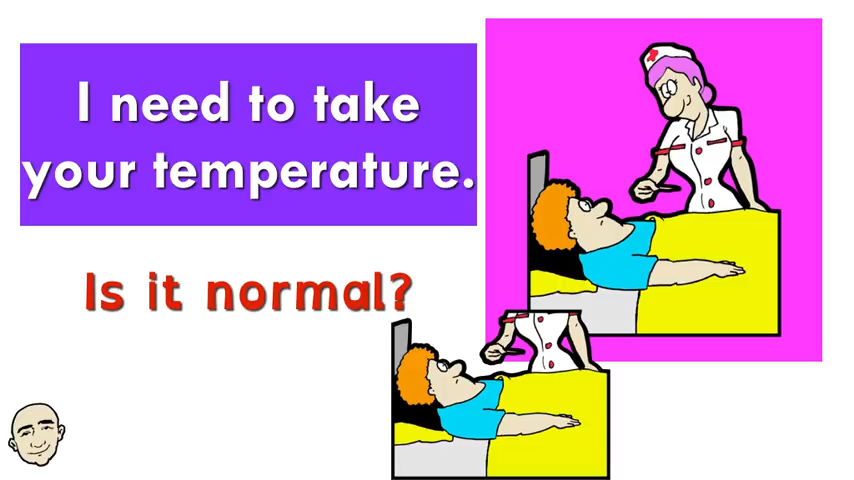 I need to take
your temperature.
Is it normal?